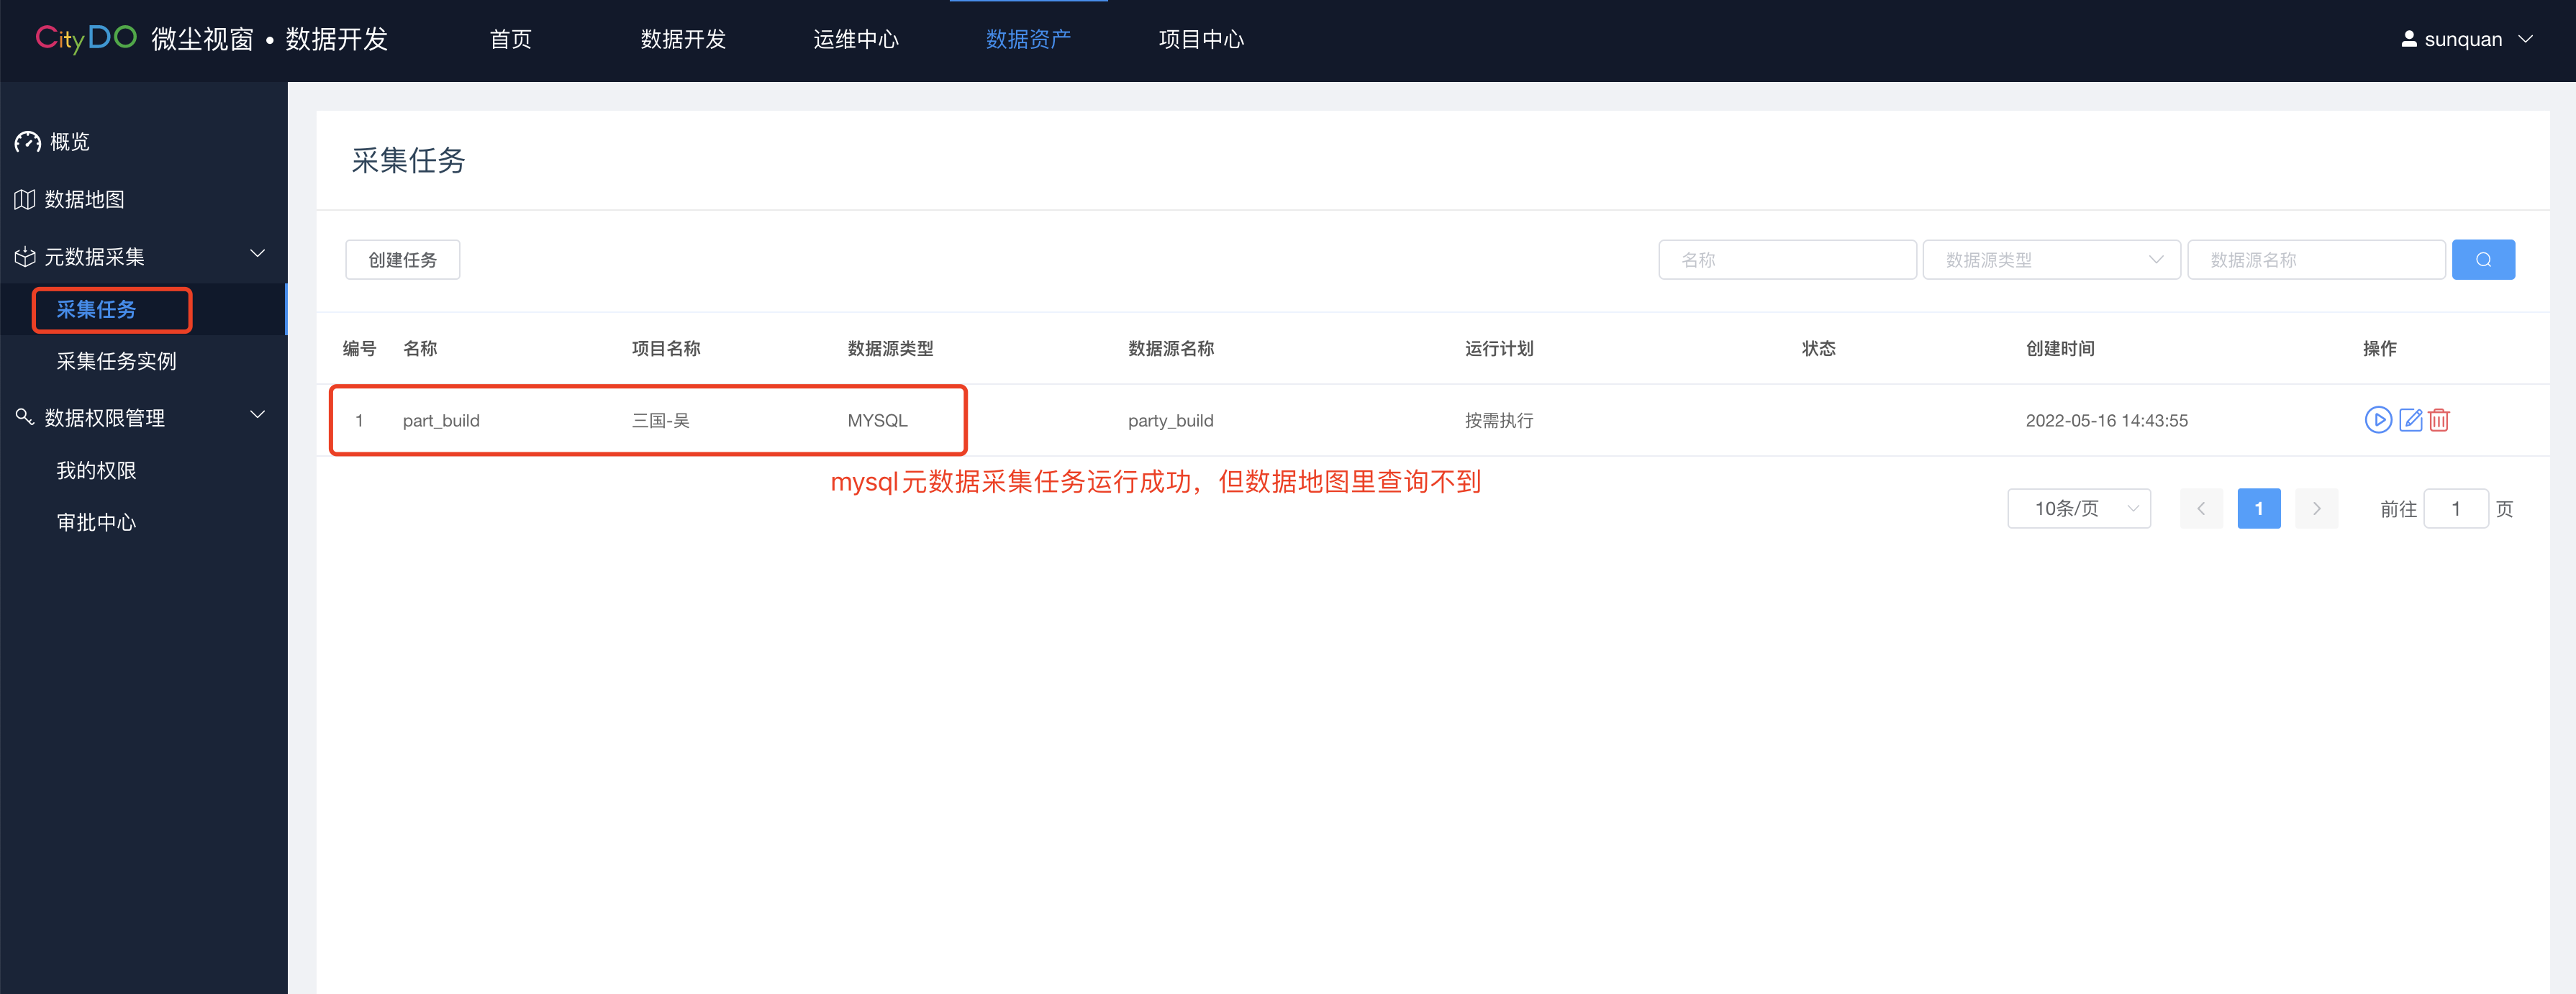 CityDO 微尘视窗 • 数据开发 首页 数据开发 运维中心 数据资产 项目中心 sunquan
概览
数据地图
元数据采集
采集任务
采集任务实例
数据权限管理
我的权限
审批中心
采集任务
创建任务 名称 数据源类型 数据源名称
编号 名称 项目名称 数据源类型 数据源名称 运行计划 状态 创建时间 操作
1 part_build 三国-吴 MYSQL party_build 按需执行 2022-05-16 14:43:55
mysql元数据采集任务运行成功，但数据地图里查询不到
10条/页 1 前往 1 页